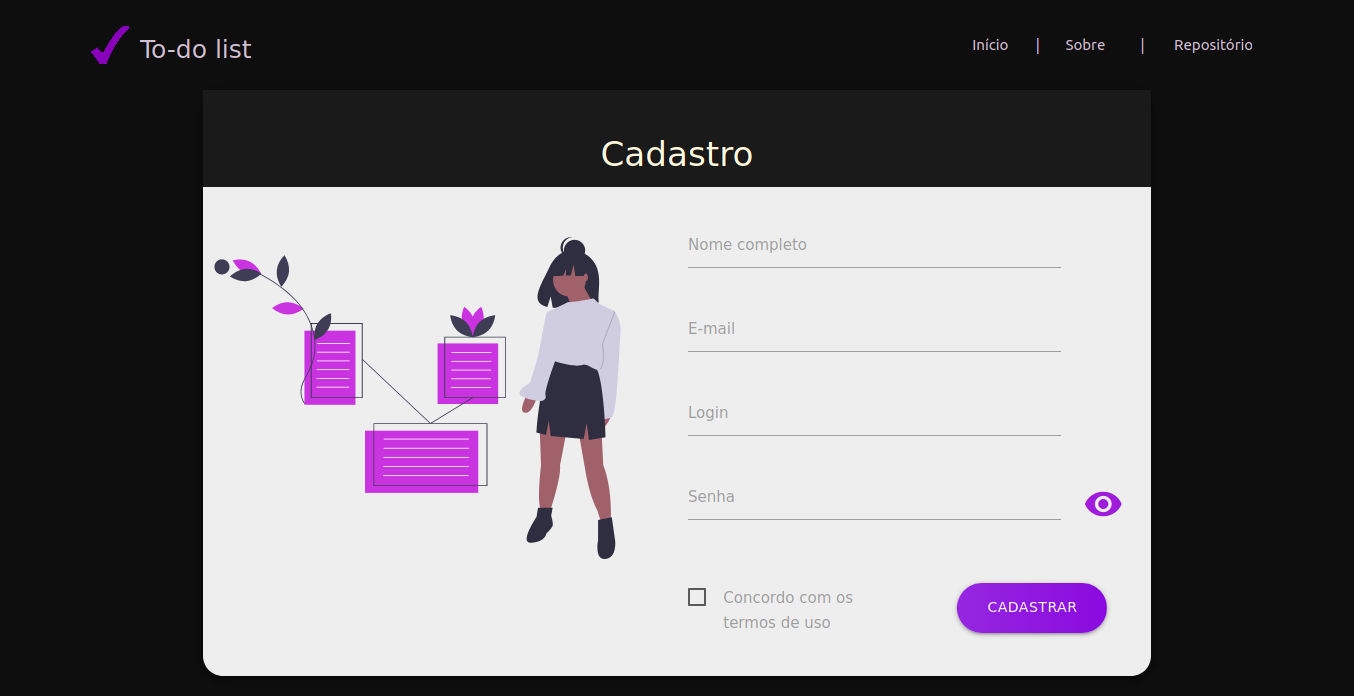 To-do list
Início | Sobre | Repositório
Cadastro
Nome completo
E-mail
Login
Senha
Concordo com os
termos de uso
CADASTRAR